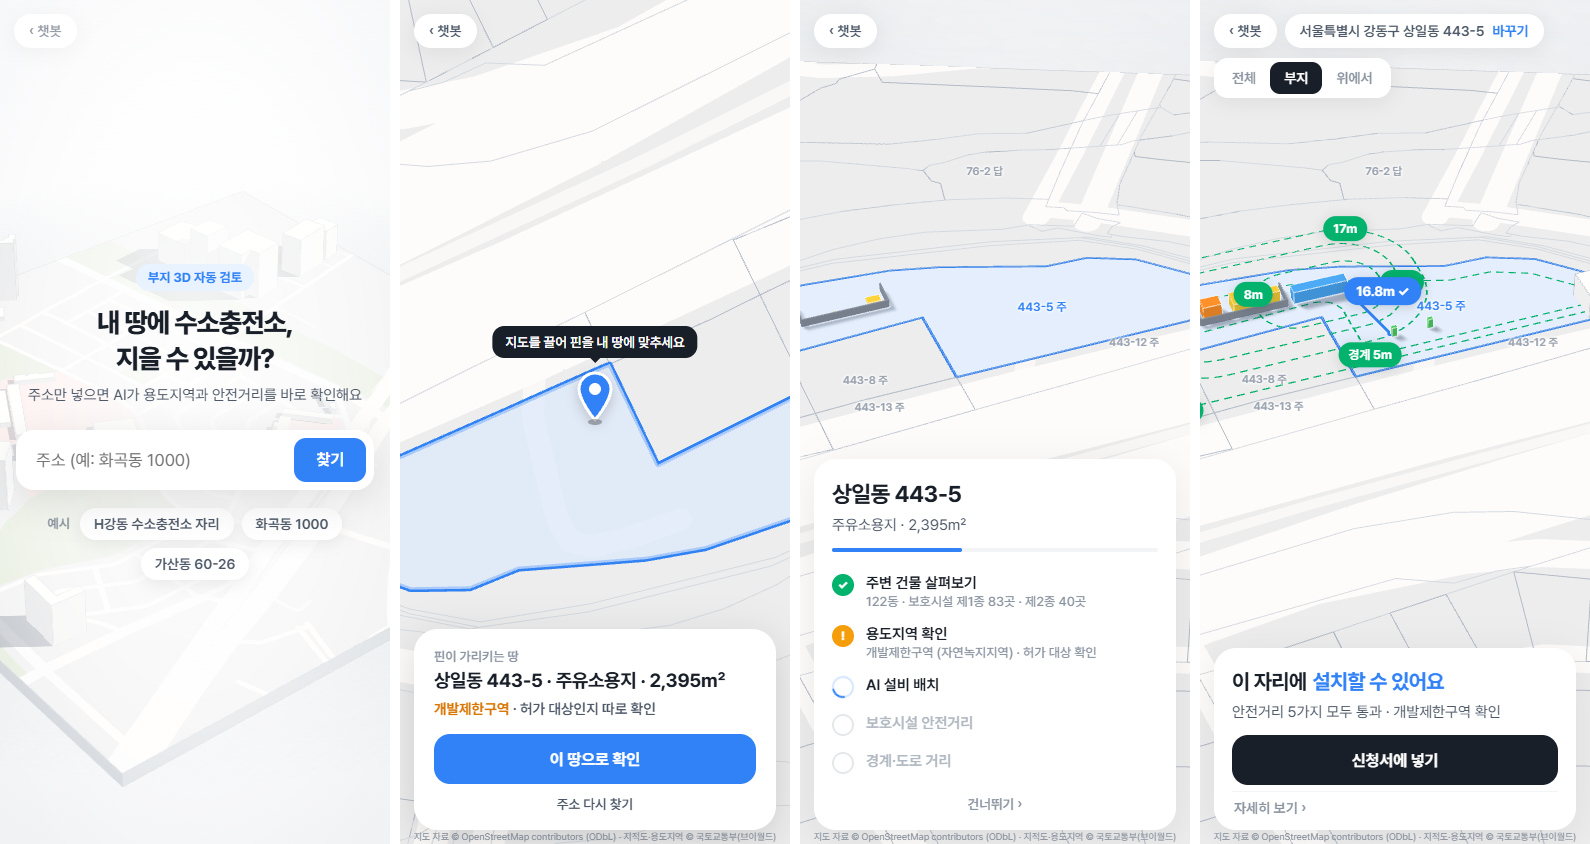 ‹ 챗봇
부지 3D 자동 검토
내 땅에 수소충전소,
지을 수 있을까?
주소만 넣으면 AI가 용도지역과 안전거리를 바로 확인해요
주소 (예: 화곡동 1000)
찾기
예시
H강동 수소충전소 자리
화곡동 1000
가산동 60-26
‹ 챗봇
지도를 끌어 핀을 내 땅에 맞추세요
핀이 가리키는 땅
상일동 443-5 · 주유소용지 · 2,395m²
개발제한구역 · 허가 대상인지 따로 확인
이 땅으로 확인
주소 다시 찾기
지도 자료 © OpenStreetMap contributors (ODbL) · 지적도·용도지역 © 국토교통부(브이월드)
‹ 챗봇
76-2 답
443-5 주
443-12 주
443-8 주
443-13 주
상일동 443-5
주유소용지 · 2,395m²
주변 건물 살펴보기
122동 · 보호시설 제1종 83곳 · 제2종 40곳
용도지역 확인
개발제한구역 (자연녹지지역) · 허가 대상 확인
AI 설비 배치
보호시설 안전거리
경계·도로 거리
건너뛰기 ›
지도 자료 © OpenStreetMap contributors (ODbL) · 지적도·용도지역 © 국토교통부(브이월드)
‹ 챗봇
서울특별시 강동구 상일동 443-5 바꾸기
전체
부지
위에서
76-2 답
17m
8m
16.8m ✓
443-5 주
443-12 주
경계 5m
443-8 주
443-13 주
이 자리에 설치할 수 있어요
안전거리 5가지 모두 통과 · 개발제한구역 확인
신청서에 넣기
자세히 보기 ›
지도 자료 © OpenStreetMap contributors (ODbL) · 지적도·용도지역 © 국토교통부(브이월드)